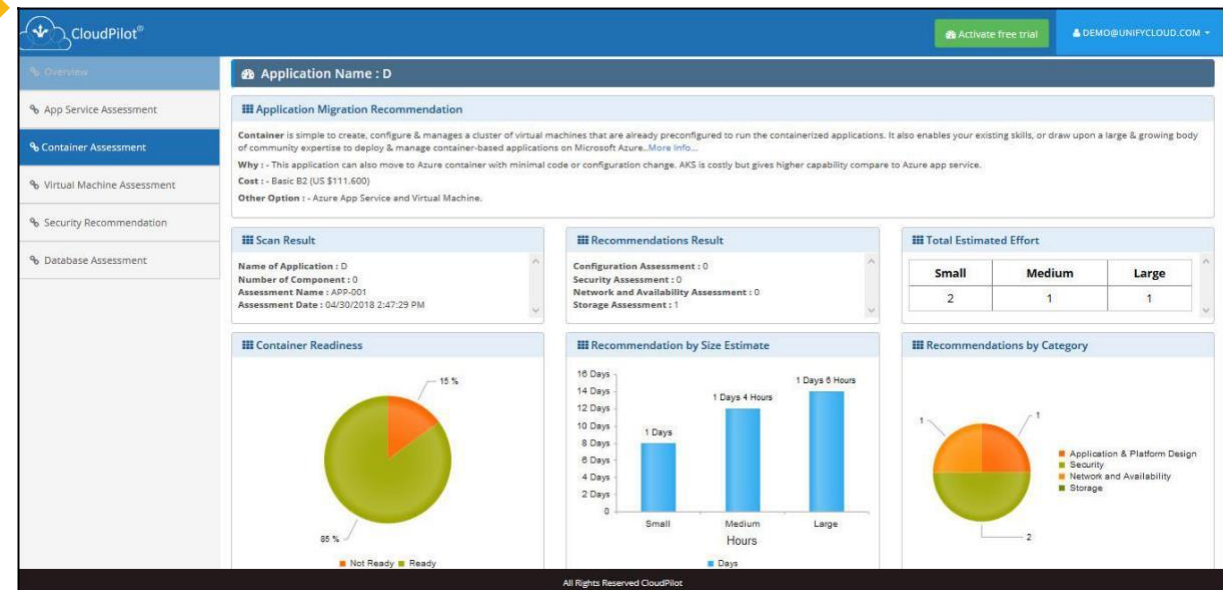 CloudPilot®
Activate free trial
DEMO@UNIFYCLOUD.COM
Overview
App Service Assessment
Container Assessment
Virtual Machine Assessment
Security Recommendation
Database Assessment
Application Name : D
Application Migration Recommendation
Container is simple to create, configure & manages a cluster of virtual machines that are already preconfigured to run the containerized applications. It also enables your existing skills, or draw upon a large & growing body
of community expertise to deploy & manage container-based applications on Microsoft Azure..More Info...
Why : - This application can also move to Azure container with minimal code or configuration change. AKS is costly but gives higher capability compare to Azure app service.
Cost : - Basic B2 (US $111.600)
Other Option : - Azure App Service and Virtual Machine.
Scan Result
Name of Application : D
Number of Component : 0
Assessment Name : APP-001
Assessment Date : 04/30/2018 2:47:29 PM
Recommendations Result
Configuration Assessment : 0
Security Assessment : 0
Network and Availability Assessment : 0
Storage Assessment : 1
Total Estimated Effort
Small Medium Large
2 1 1
Container Readiness
15 %
85 %
Not Ready Ready
Recommendation by Size Estimate
16 Days
14 Days
12 Days
10 Days
8 Days
6 Days
4 Days
2 Days
0
1 Days
1 Days 4 Hours
1 Days 6 Hours
Small Medium Large
Hours
Days
Recommendations by Category
1
1
2
Application & Platform Design
Security
Network and Availability
Storage
All Rights Reserved CloudPilot